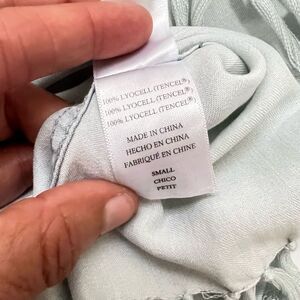 100% LYOCELL (TENCEL®)
100% LYOCELL (TENCEL®)
100% LYOCELL (TENCEL®)
MADE IN CHINA
HECHO EN CHINA
FABRIQUÉ EN CHINE
SMALL
CHICO
PETIT